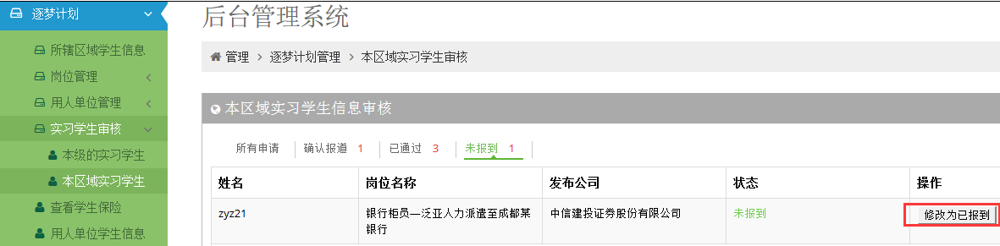 逐梦计划
后台管理系统
所辖区域学生信息
岗位管理
用人单位管理
实习学生审核
本级的实习学生
本区域实习学生
查看学生保险
用人单位学生信息
管理 > 逐梦计划管理 > 本区域实习学生审核
本区域实习学生信息审核
所有申请 确认报道 1 已通过 3 未报到 1
姓名 岗位名称 发布公司 状态 操作
zyz21 银行柜员—泛亚人力派遣至成都某 中信建投证券股份有限公司 未报到 修改为已报到
银行